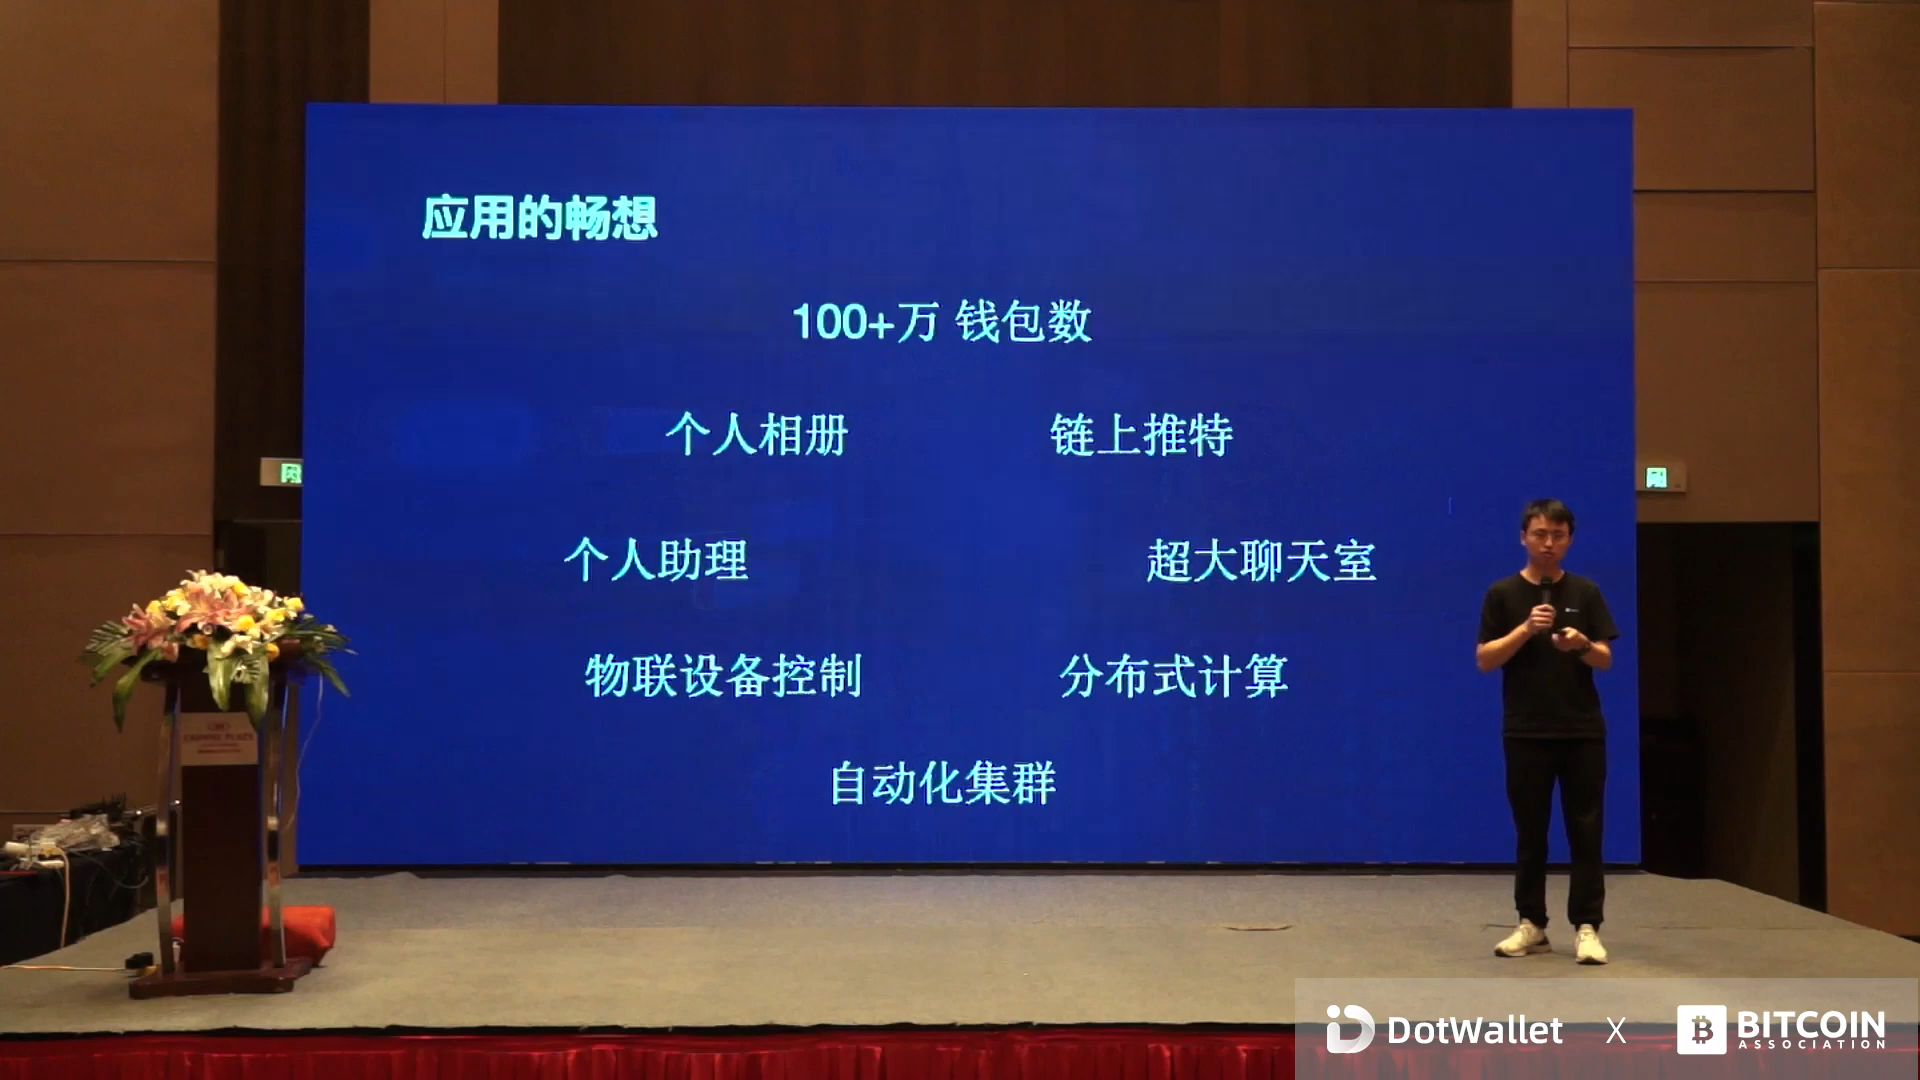 应用的畅想
100+万 钱包数
个人相册 链上推特
个人助理 超大聊天室
物联设备控制 分布式计算
自动化集群
CROWNE PLAZA
DotWallet X BITCOIN
ASSOCIATION